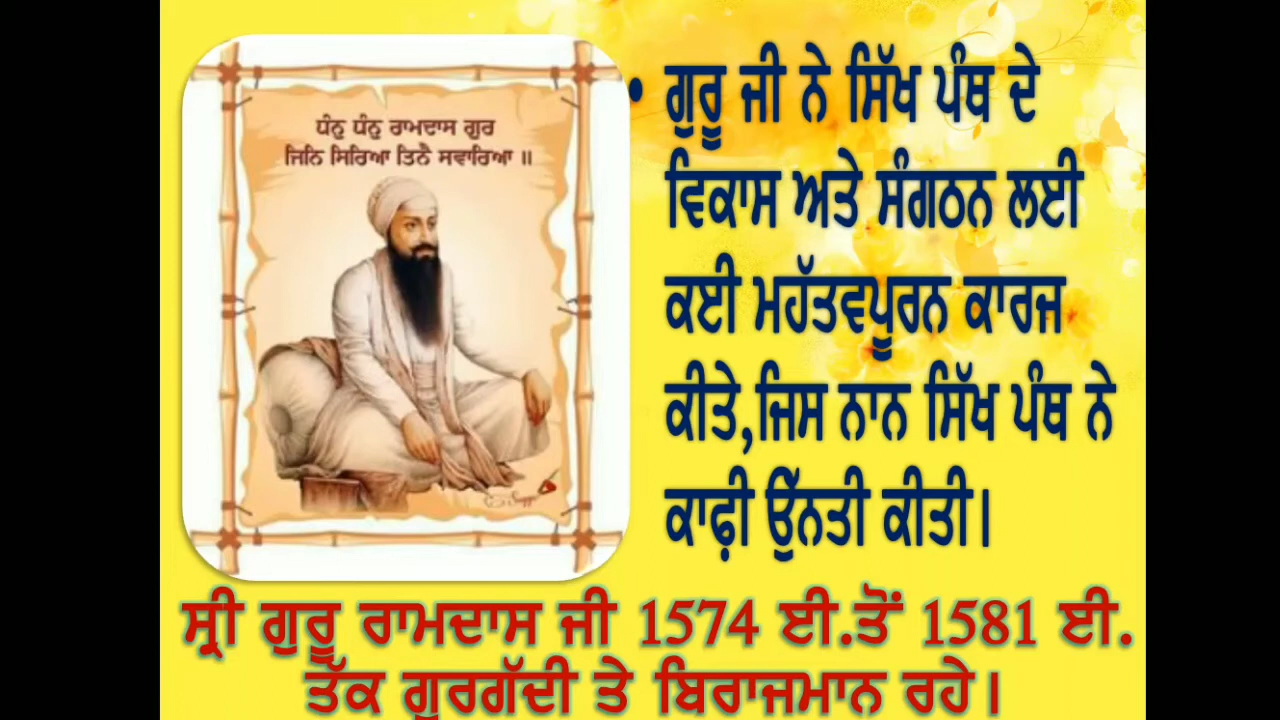 ਧੰਨੁ ਧੰਨੁ ਰਾਮਦਾਸ ਗੁਰ
ਜਿਨਿ ਸਿਰਿਆ ਤਿਨੈ ਸਵਾਰਿਆ ॥
• ਗੁਰੂ ਜੀ ਨੇ ਸਿੱਖ ਪੰਥ ਦੇ
ਵਿਕਾਸ ਅਤੇ ਸੰਗਠਨ ਲਈ
ਕਈ ਮਹੱਤਵਪੂਰਨ ਕਾਰਜ
ਕੀਤੇ,ਜਿਸ ਨਾਨ ਸਿੱਖ ਪੰਥ ਨੇ
ਕਾਫ਼ੀ ਉੱਨਤੀ ਕੀਤੀ।
ਸ੍ਰੀ ਗੁਰੂ ਰਾਮਦਾਸ ਜੀ 1574 ਈ.ਤੋਂ 1581 ਈ.
ਤੱਕ ਗੁਰਗੱਦੀ ਤੇ ਬਿਰਾਜਮਾਨ ਰਹੇ।